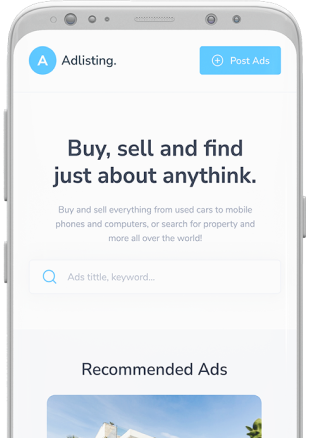 A Adlisting.
Post Ads
Buy, sell and find
just about anythink.
Buy and sell everything from used cars to mobile
phones and computers, or search for property and
more all over the world!
Ads tittle, keyword...
Recommended Ads